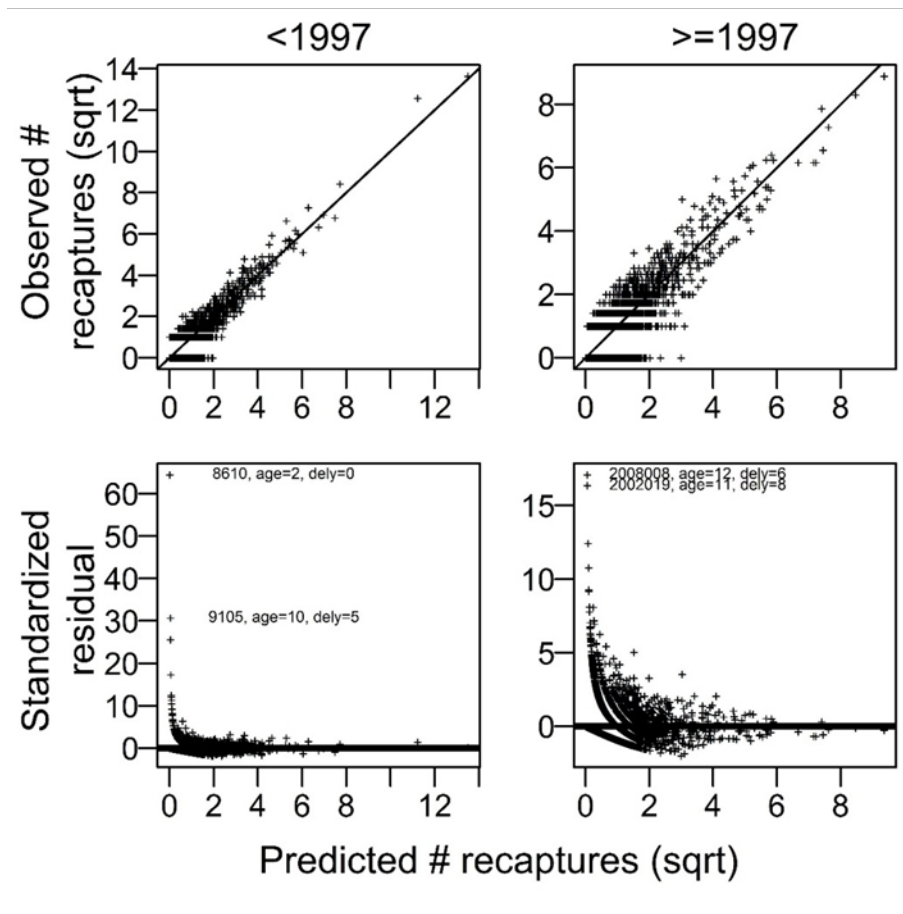 <1997
>=1997
Observed #
recaptures (sqrt)
14
12
10
8
6
4
2
0
0 2 4 6 8 12
8
6
4
2
0
0 2 4 6 8
Standardized
residual
60
50
40
30
20
10
0
8610, age=2, dely=0
9105, age=10, dely=5
0 2 4 6 8 12
15
10
5
0
2008008, age=12, dely=6
2002019, age=11, dely=8
0 2 4 6 8
Predicted # recaptures (sqrt)